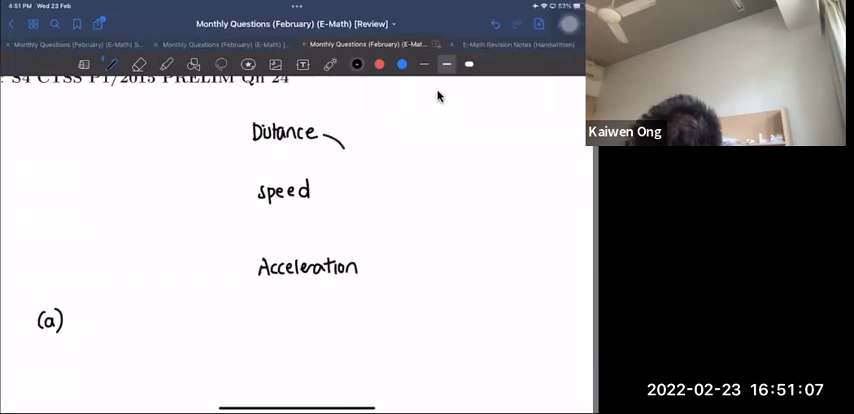 4:51 PM Wed 23 Feb
57%
Monthly Questions (February) (E-Math) [Review]
Monthly Questions (February) (E-Math) S...
Monthly Questions (February) (E-Math) [...
Monthly Questions (February) (E-Mat...
E-Math Revision Notes (Handwritten)
S4 CTSS P1/2015 PRELIM Qn 24
Kaiwen Ong
Distance
speed
Acceleration
(a)
2022-02-23 16:51:07